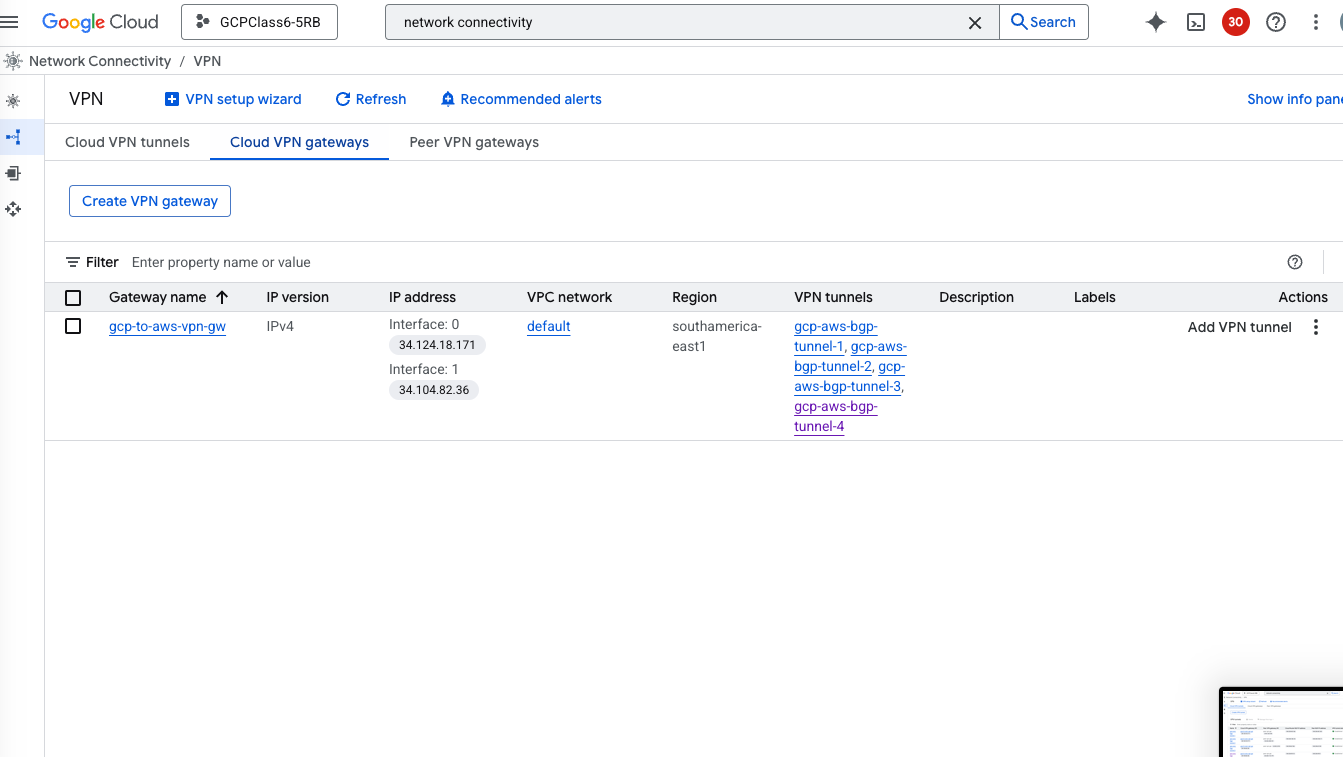 Google Cloud
GCPClass6-5RB
network connectivity
Search
30
Network Connectivity / VPN
VPN
VPN setup wizard
Refresh
Recommended alerts
Show info pane
Cloud VPN tunnels
Cloud VPN gateways
Peer VPN gateways
Create VPN gateway
Filter Enter property name or value
Gateway name IP version IP address VPC network Region VPN tunnels Description Labels Actions
gcp-to-aws-vpn-gw
IPv4
Interface: 0
34.124.18.171
Interface: 1
34.104.82.36
default
southamerica-
east1
gcp-aws-bgp-
tunnel-1, gcp-aws-
bgp-tunnel-2, gcp-
aws-bgp-tunnel-3,
gcp-aws-bgp-
tunnel-4
Add VPN tunnel